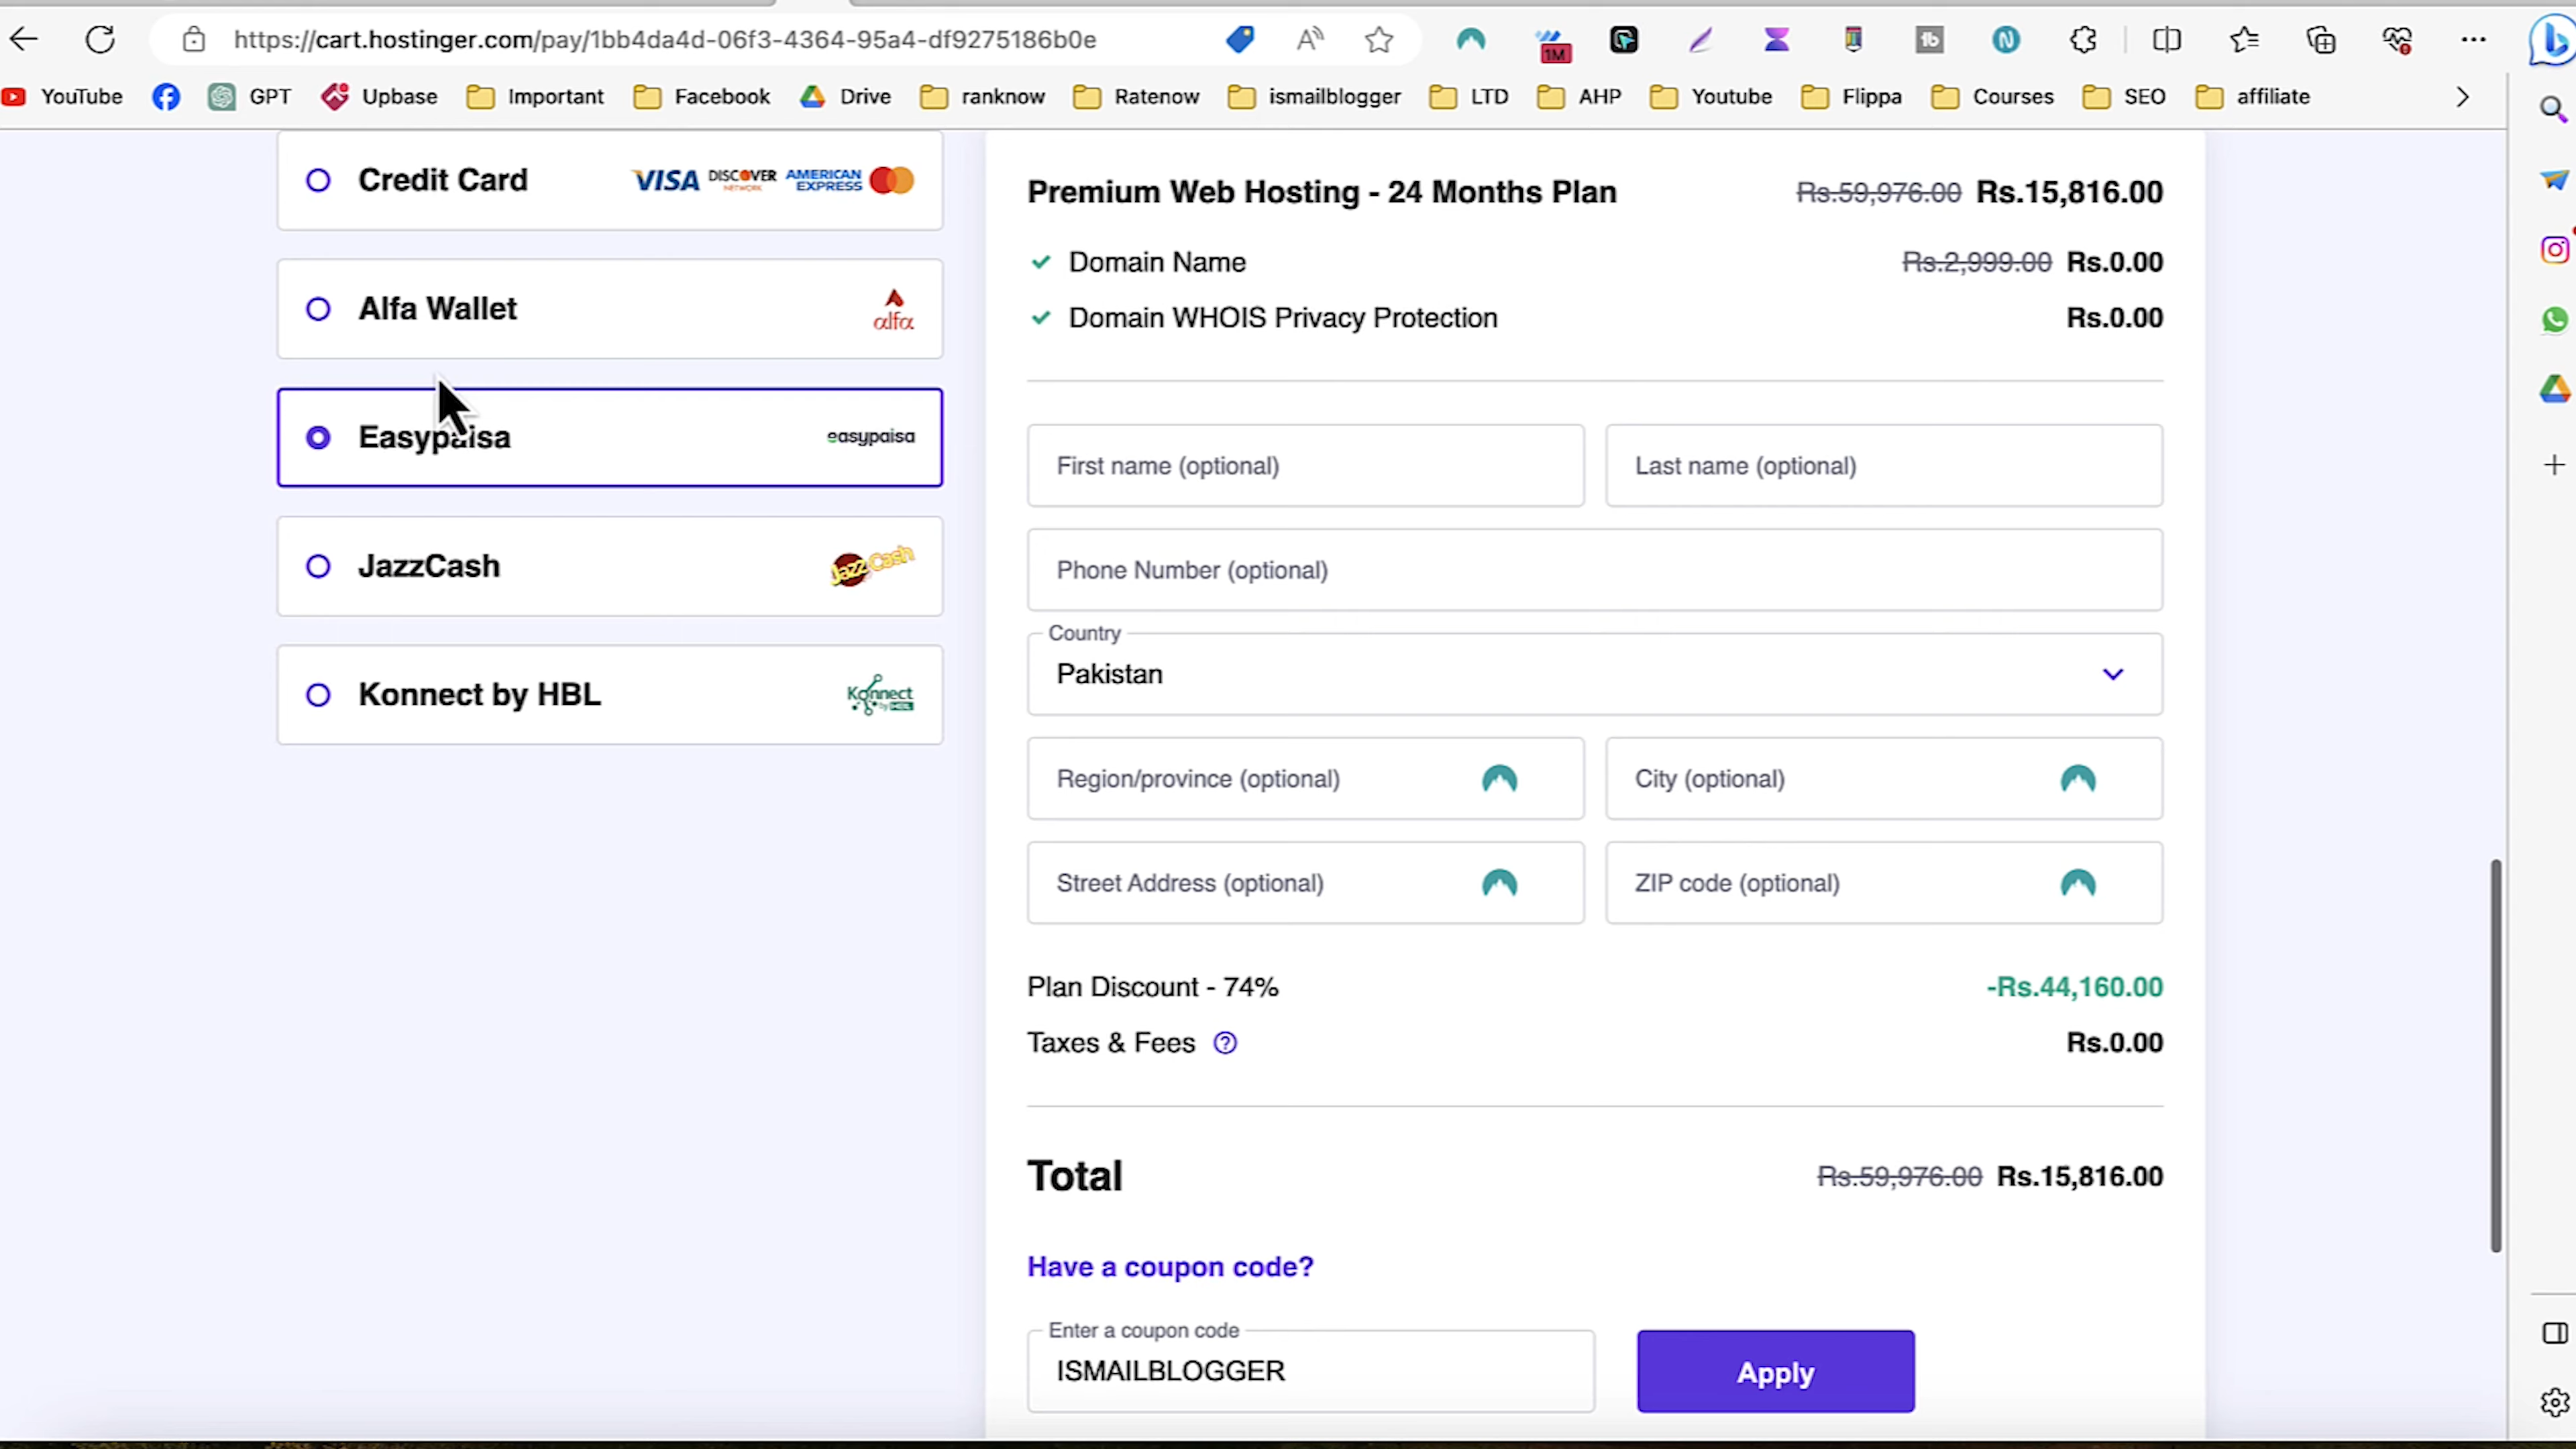 https://cart.hostinger.com/pay/1bb4da4d-06f3-4364-95a4-df9275186b0e
1M
tb
N
YouTube GPT Upbase Important Facebook Drive ranknow Ratenow ismailblogger LTD AHP Youtube Flippa Courses SEO affiliate
Credit Card VISA DISCOVER NETWORK AMERICAN EXPRESS
Alfa Wallet alfa
Easypaisa easypaisa
JazzCash JazzCash
Konnect by HBL Konnect by HBL
Premium Web Hosting - 24 Months Plan Rs.59,976.00 Rs.15,816.00
Domain Name Rs.2,999.00 Rs.0.00
Domain WHOIS Privacy Protection Rs.0.00
First name (optional) Last name (optional)
Phone Number (optional)
Country
Pakistan
Region/province (optional) City (optional)
Street Address (optional) ZIP code (optional)
Plan Discount - 74% -Rs.44,160.00
Taxes & Fees ? Rs.0.00
Total Rs.59,976.00 Rs.15,816.00
Have a coupon code?
Enter a coupon code
ISMAILBLOGGER Apply